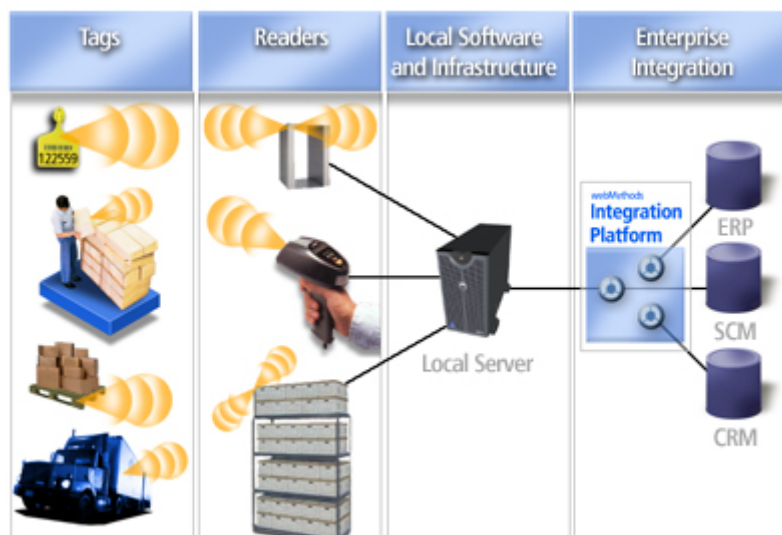 Tags
Readers
Local Software
and Infrastructure
Enterprise
Integration
122559
webMethods
Integration
Platform
ERP
SCM
CRM
Local Server